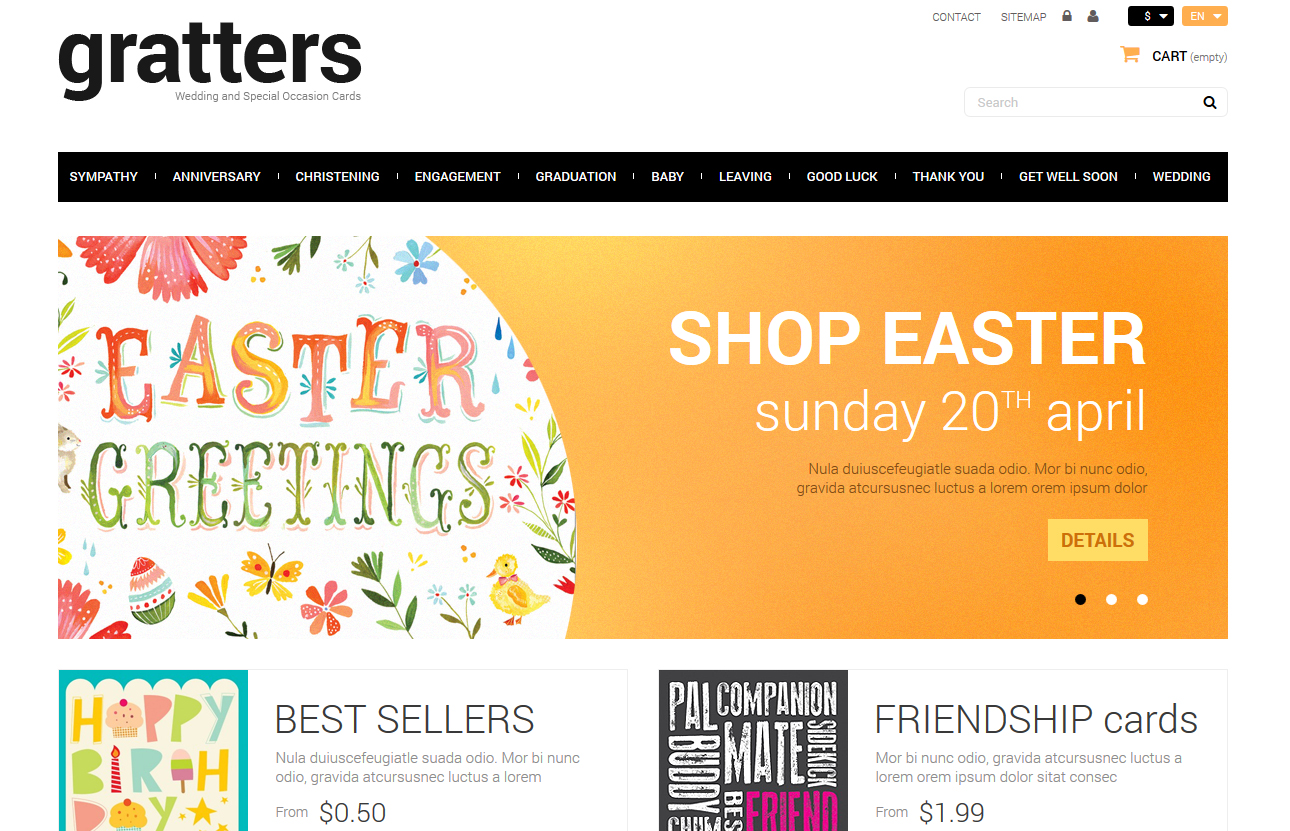 gratters
Wedding and Special Occasion Cards
CONTACT SITEMAP $ EN
CART (empty)
Search
SYMPATHY ANNIVERSARY CHRISTENING ENGAGEMENT GRADUATION BABY LEAVING GOOD LUCK THANK YOU GET WELL SOON WEDDING
EASTER
GREETINGS
SHOP EASTER
sunday 20TH april
Nula duiuscefeugiatle suada odio. Mor bi nunc odio,
gravida atcursusnec luctus a lorem orem ipsum dolor
DETAILS
HAPPY
BIRTH
DAY
BEST SELLERS
Nula duiuscefeugiatle suada odio. Mor bi nunc
odio, gravida atcursusnec luctus a lorem
From $0.50
PAL
COMPANION
BUDDY
MATE
SIDEKICK
BES
FRIEND
CHUM
FRIENDSHIP cards
Mor bi nunc odio, gravida atcursusnec luctus a
lorem orem ipsum dolor sitat consec
From $1.99